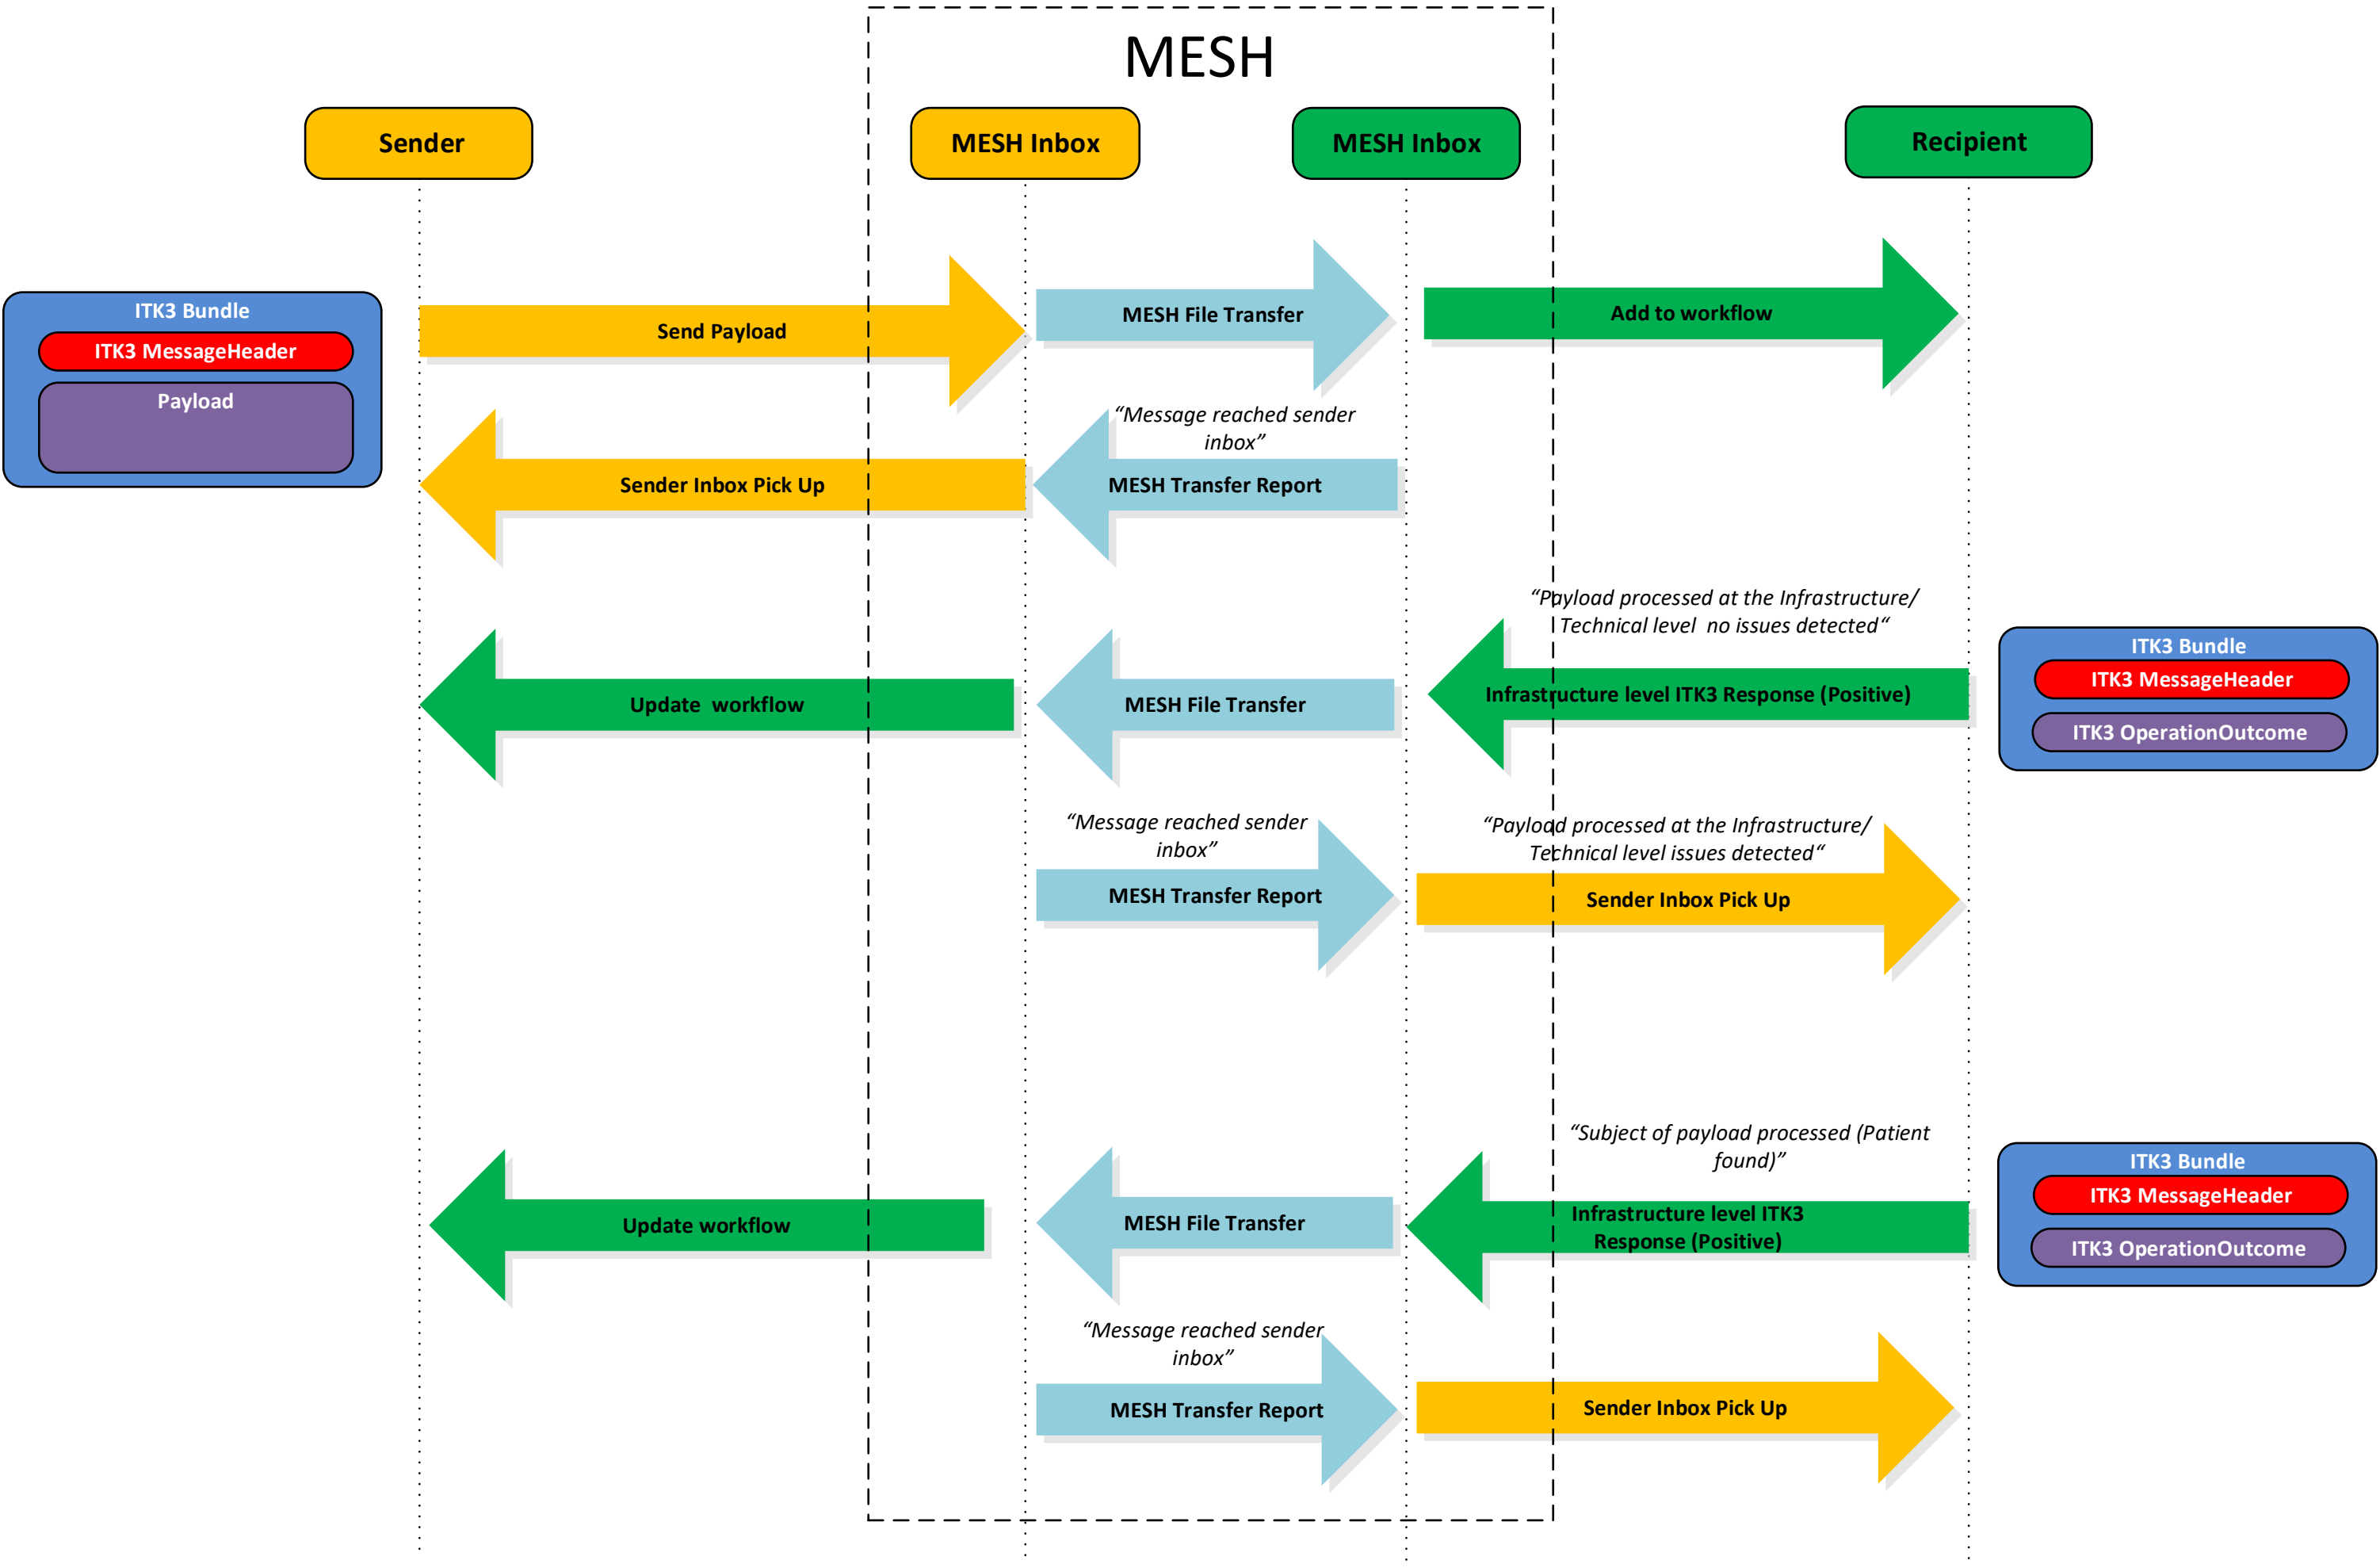 MESH
Sender
MESH Inbox
MESH Inbox
Recipient
ITK3 Bundle
ITK3 MessageHeader
Payload
Send Payload
MESH File Transfer
Add to workflow
“Message reached sender
inbox”
Sender Inbox Pick Up
MESH Transfer Report
“Payload processed at the Infrastructure/
Technical level  no issues detected“
Update  workflow
MESH File Transfer
Infrastructure level ITK3 Response (Positive)
ITK3 Bundle
ITK3 MessageHeader
ITK3 OperationOutcome
“Message reached sender
inbox”
“Payload processed at the Infrastructure/
Technical level issues detected“
MESH Transfer Report
Sender Inbox Pick Up
“Subject of payload processed (Patient
found)”
Update workflow
MESH File Transfer
Infrastructure level ITK3
Response (Positive)
ITK3 Bundle
ITK3 MessageHeader
ITK3 OperationOutcome
“Message reached sender
inbox”
MESH Transfer Report
Sender Inbox Pick Up